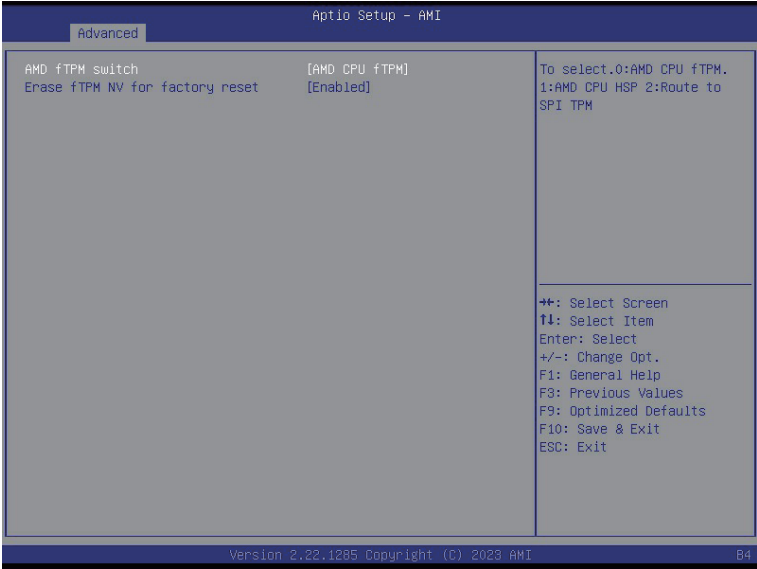 Aptio Setup – AMI
Advanced
AMD fTPM switch [AMD CPU fTPM]
Erase fTPM NV for factory reset [Enabled]
To select.0:AMD CPU fTPM.
1:AMD CPU HSP 2:Route to
SPI TPM
→←: Select Screen
↑↓: Select Item
Enter: Select
+/-: Change Opt.
F1: General Help
F3: Previous Values
F9: Optimized Defaults
F10: Save & Exit
ESC: Exit
Version 2.22.1285 Copyright (C) 2023 AMI
B4